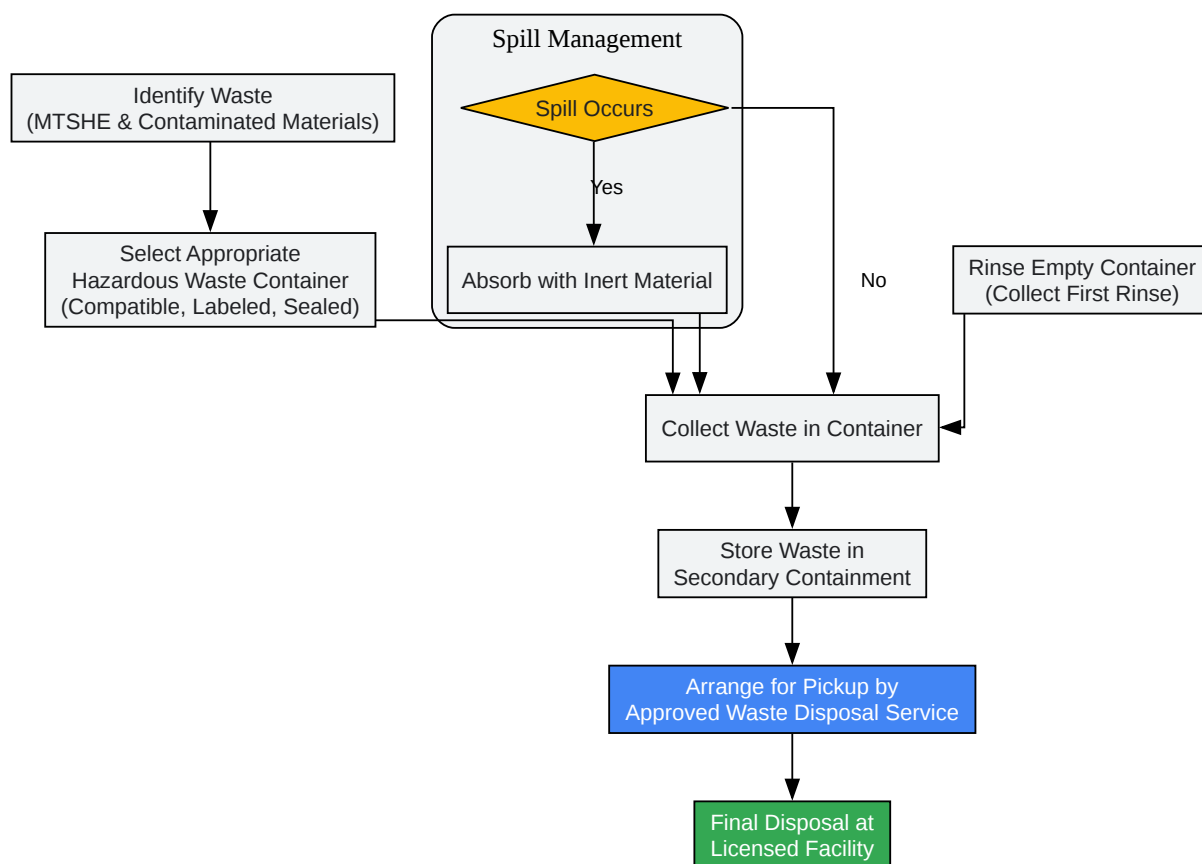 Spill Management
Identify Waste
(MTSHE & Contaminated Materials)
Spill Occurs
Yes
Select Appropriate
Hazardous Waste Container
(Compatible, Labeled, Sealed)
Absorb with Inert Material
No
Rinse Empty Container
(Collect First Rinse)
Collect Waste in Container
Store Waste in
Secondary Containment
Arrange for Pickup by
Approved Waste Disposal Service
Final Disposal at
Licensed Facility